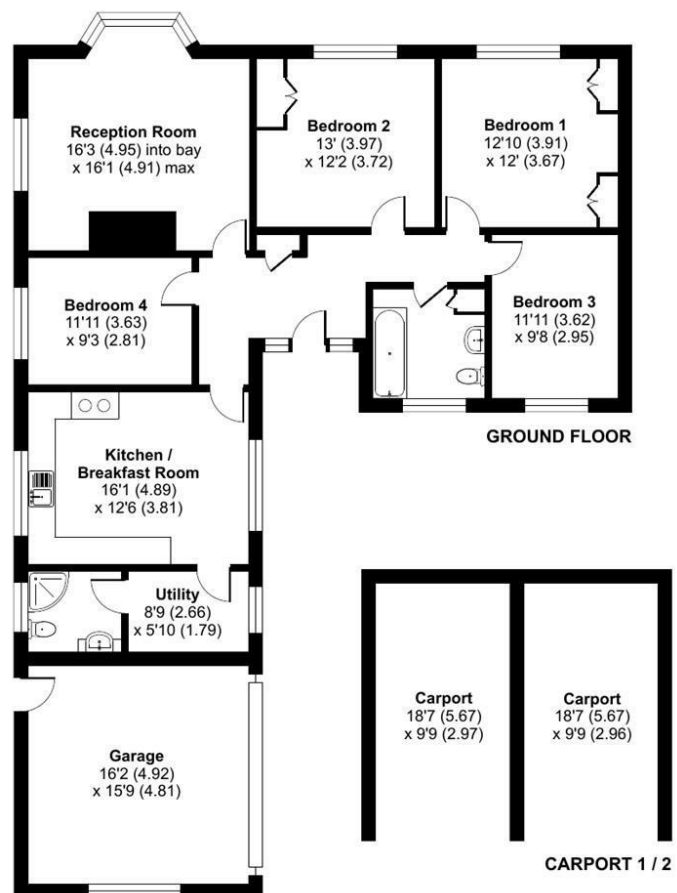 Reception Room
16'3 (4.95) into bay
x 16'1 (4.91) max
Bedroom 2
13' (3.97)
x 12'2 (3.72)
Bedroom 1
12'10 (3.91)
x 12' (3.67)
Bedroom 4
11'11 (3.63)
x 9'3 (2.81)
Bedroom 3
11'11 (3.62)
x 9'8 (2.95)
GROUND FLOOR
Kitchen /
Breakfast Room
16'1 (4.89)
x 12'6 (3.81)
Utility
8'9 (2.66)
x 5'10 (1.79)
Garage
16'2 (4.92)
x 15'9 (4.81)
Carport
18'7 (5.67)
x 9'9 (2.97)
Carport
18'7 (5.67)
x 9'9 (2.96)
CARPORT 1 / 2